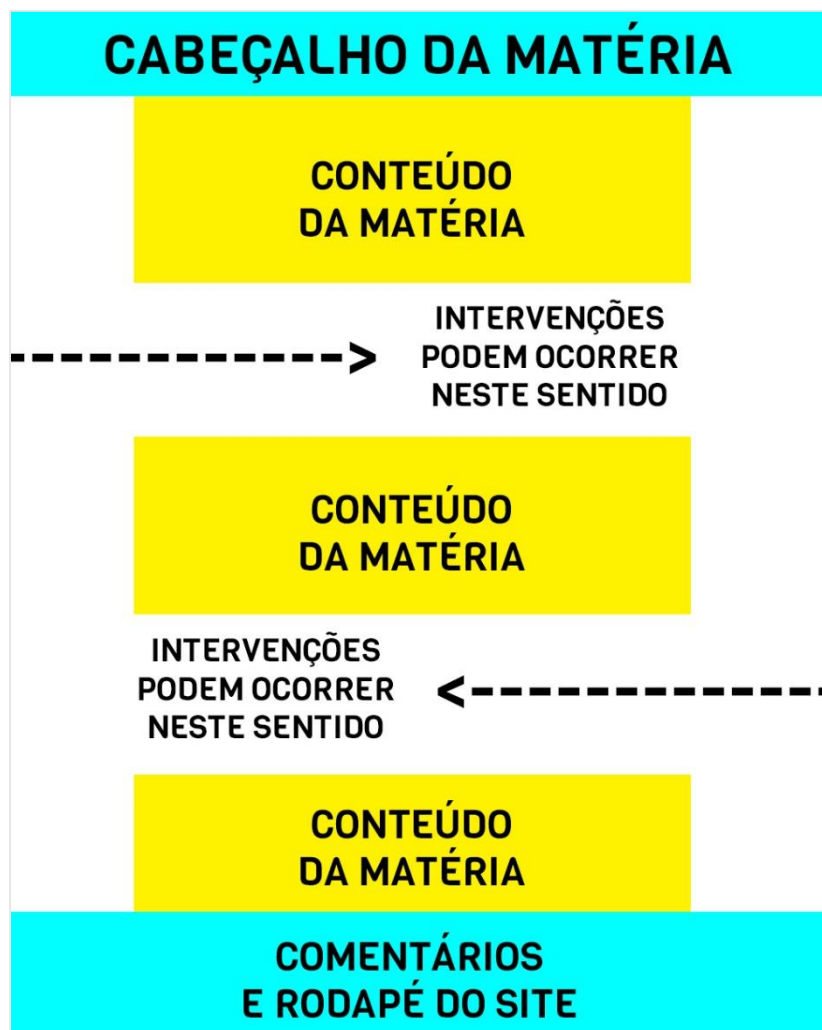 CABEÇALHO DA MATÉRIA
CONTEÚDO
DA MATÉRIA
INTERVENÇÕES
PODEM OCORRER
NESTE SENTIDO
CONTEÚDO
DA MATÉRIA
INTERVENÇÕES
PODEM OCORRER
NESTE SENTIDO
CONTEÚDO
DA MATÉRIA
COMENTÁRIOS
E RODAPÉ DO SITE